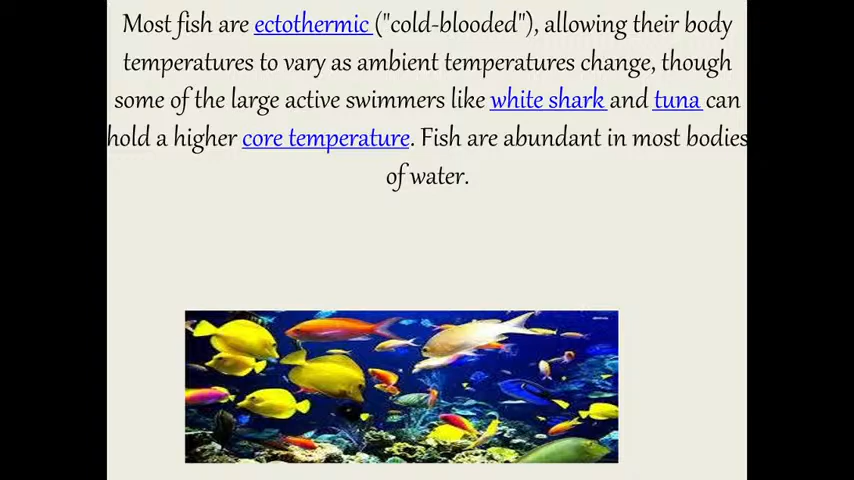 Most fish are ectothermic ("cold-blooded"), allowing their body
temperatures to vary as ambient temperatures change, though
some of the large active swimmers like white shark and tuna can
hold a higher core temperature. Fish are abundant in most bodies
of water.